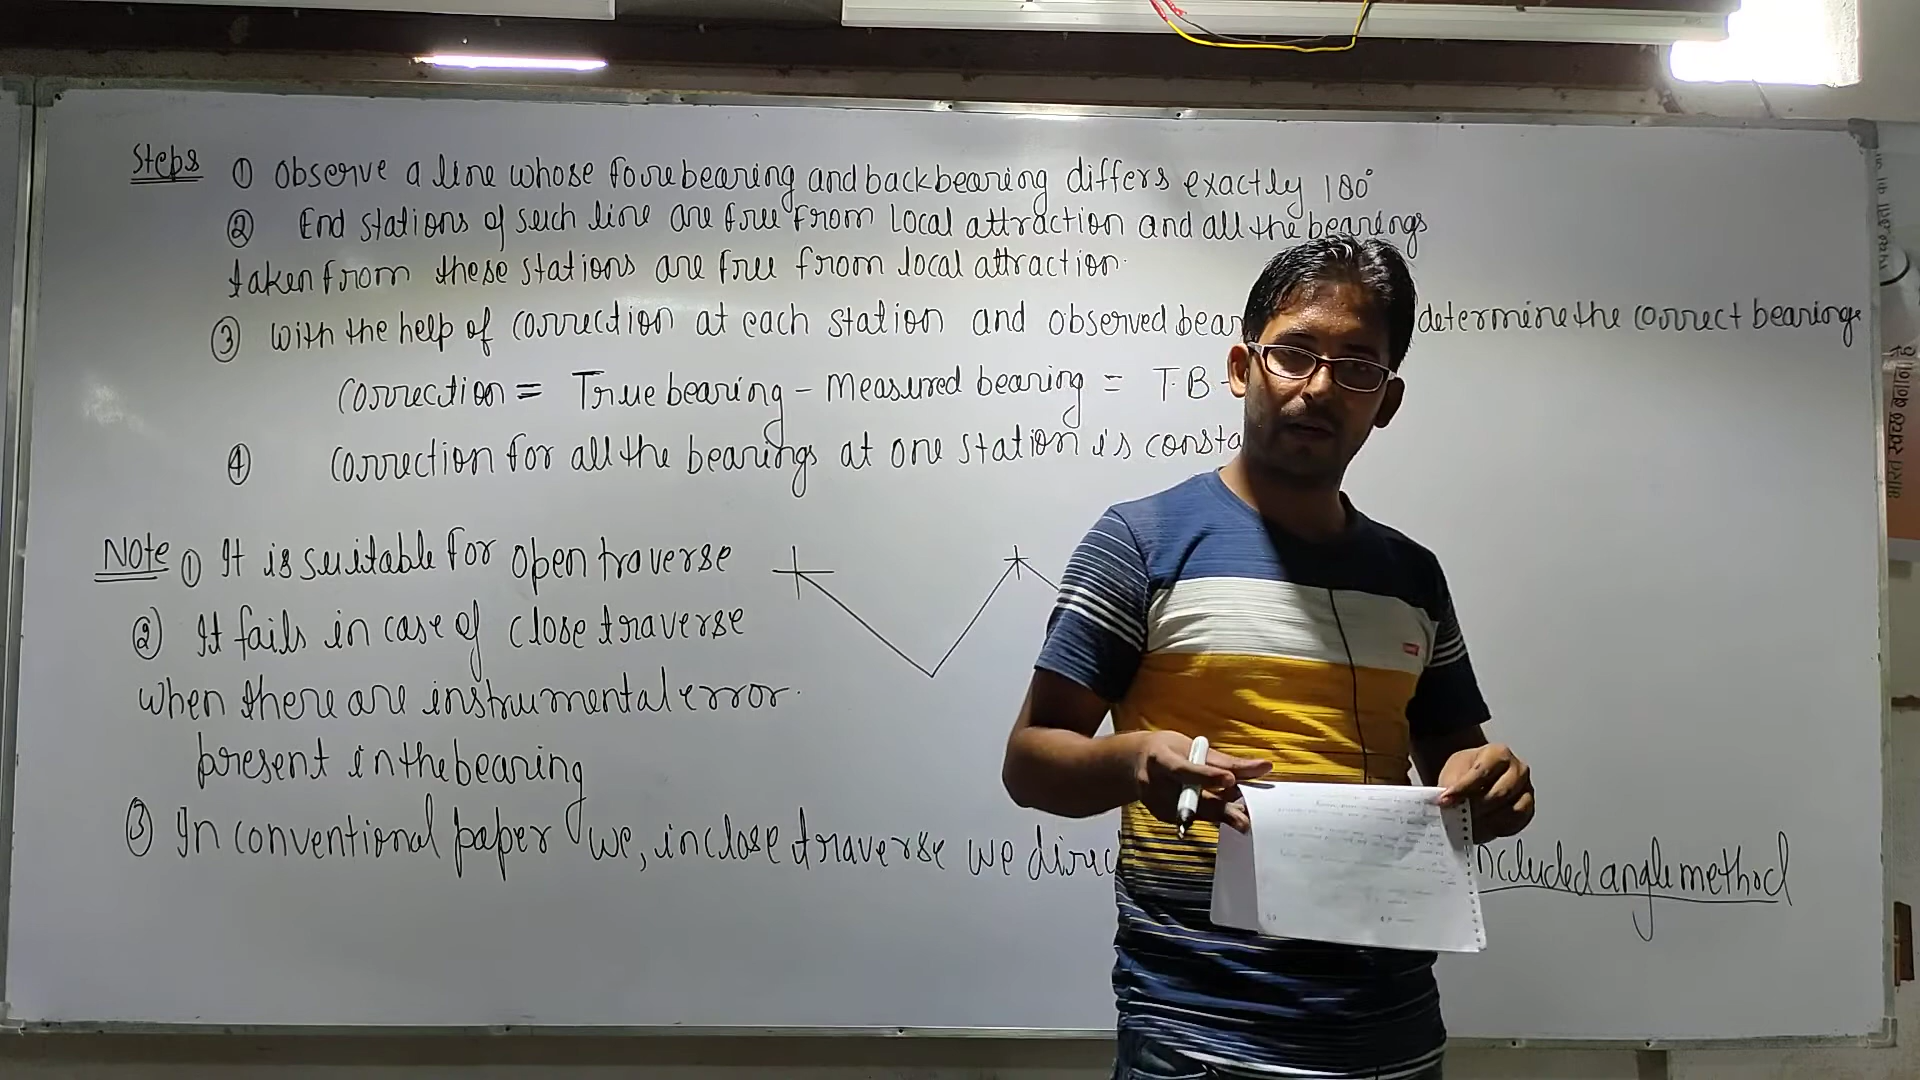 Steps ① Observe a line whose forebearing and backbearing differs exactly 180°
② End stations of such line are free from local attraction and all the bearings
taken from these stations are free from local attraction.
③ with the help of correction at each station and observed bear determine the correct bearings
Correction = True bearing - Measured bearing = T.B -
④ Correction for all the bearings at one station is consta
Note ① It is suitable for open traverse
② It fails in case of close traverse
when there are instrumental error.
present in the bearing
③ In conventional paper we, in close traverse we direc ncluded angle method